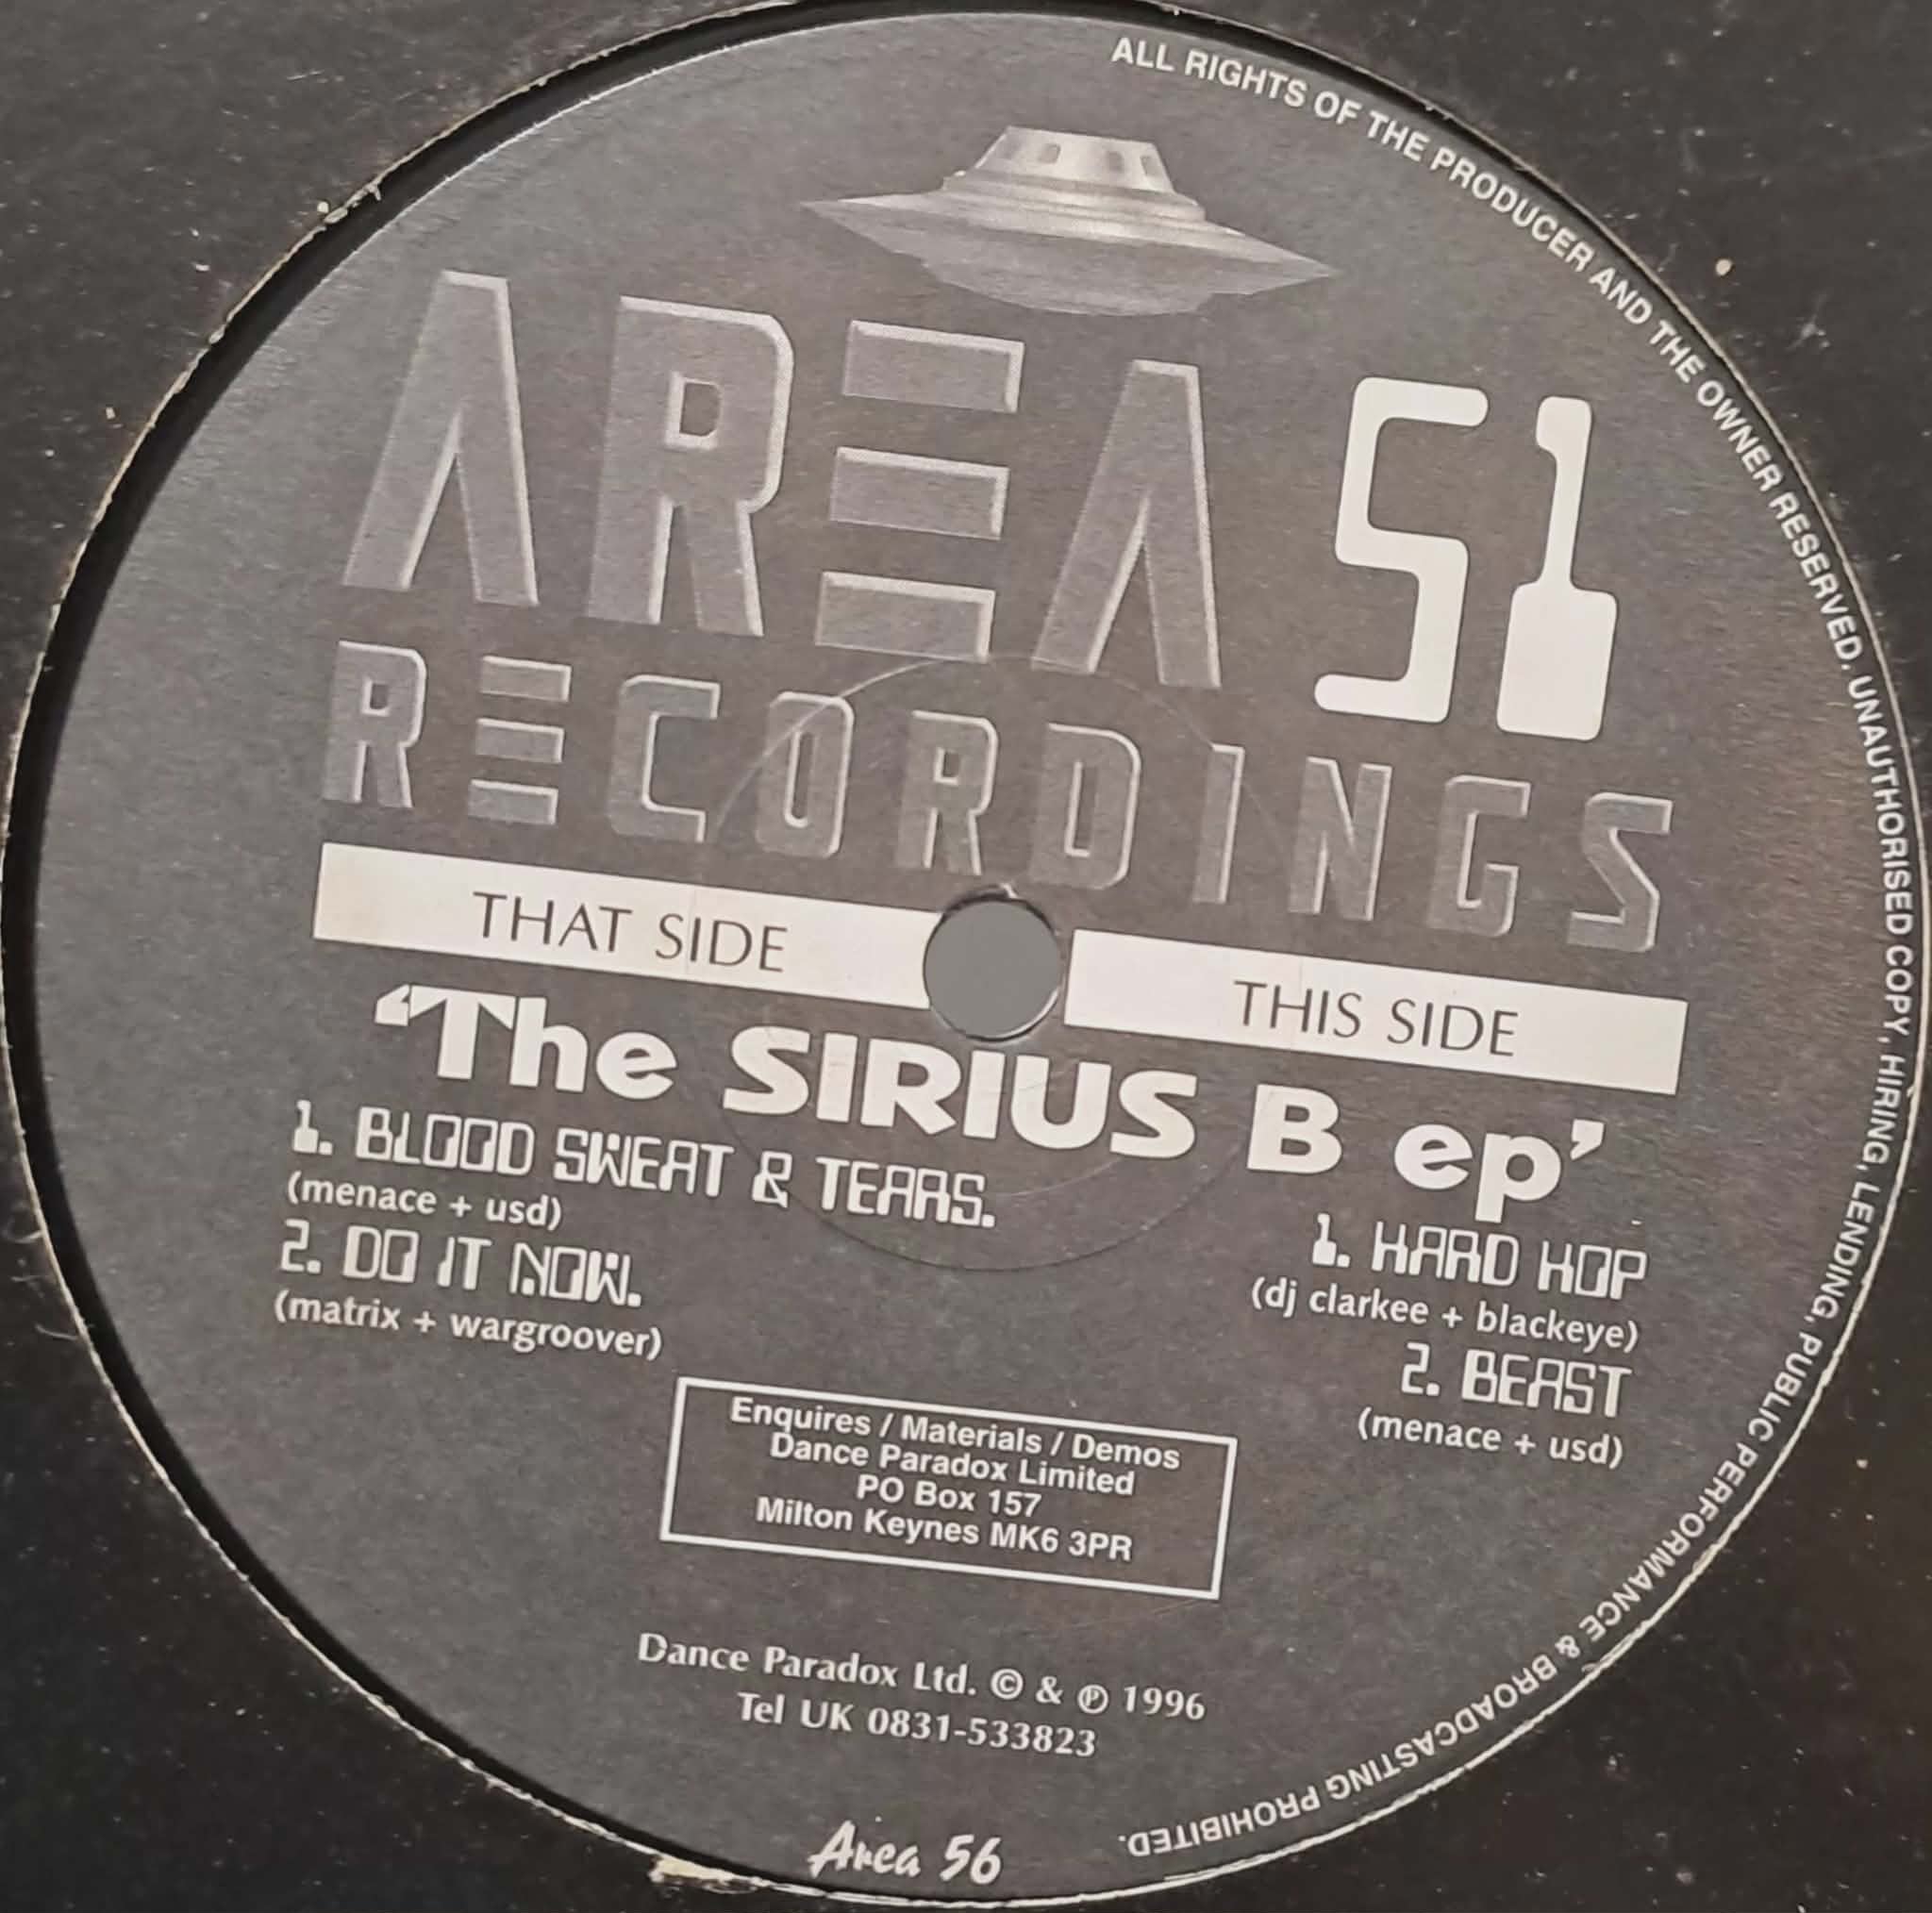 ALL RIGHTS OF THE PRODUCER AND THE OWNER RESERVED. UNAUTHORISED COPY, HIRING, LENDING, PUBLIC PERFORMANCE & BROADCASTING PROHIBITED.
AREA 51
RECORDINGS
THAT SIDE
THIS SIDE
‘The SIRIUS B ep’
1. BLOOD SWEAT & TEARS.
(menace + usd)
2. DO IT NOW.
(matrix + wargroover)
1. HARD HOP
(dj clarkee + blackeye)
2. BEAST
(menace + usd)
Enquires / Materials / Demos
Dance Paradox Limited
PO Box 157
Milton Keynes MK6 3PR
Dance Paradox Ltd. © & ℗ 1996
Tel UK 0831-533823
Area 56